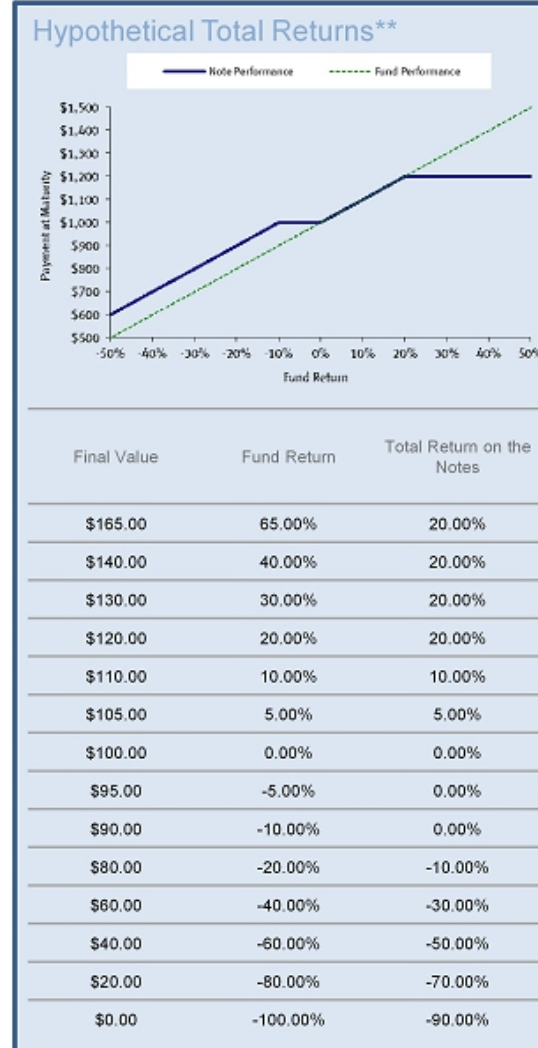 Hypothetical Total Returns**
Note Performance Fund Performance
$1,500
$1,400
$1,300
$1,200
$1,100
$1,000
$900
$800
$700
$600
$500
Payment at Maturity
-50% -40% -30% -20% -10% 0% 10% 20% 30% 40% 50%
Fund Return
Final Value Fund Return Total Return on the
Notes
$165.00 65.00% 20.00%
$140.00 40.00% 20.00%
$130.00 30.00% 20.00%
$120.00 20.00% 20.00%
$110.00 10.00% 10.00%
$105.00 5.00% 5.00%
$100.00 0.00% 0.00%
$95.00 -5.00% 0.00%
$90.00 -10.00% 0.00%
$80.00 -20.00% -10.00%
$60.00 -40.00% -30.00%
$40.00 -60.00% -50.00%
$20.00 -80.00% -70.00%
$0.00 -100.00% -90.00%